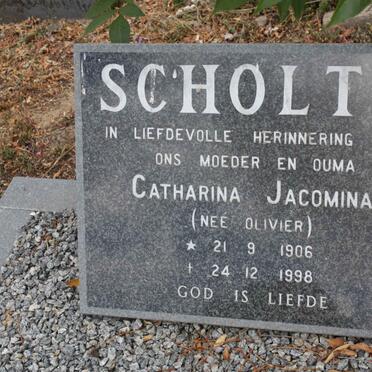 SCHOLT
IN LIEFDEVOLLE HERINNERING
ONS MOEDER EN OUMA
CATHARINA JACOMINA
(NEE OLIVIER)
* 21 9 1906
† 24 12 1998
GOD IS LIEFDE